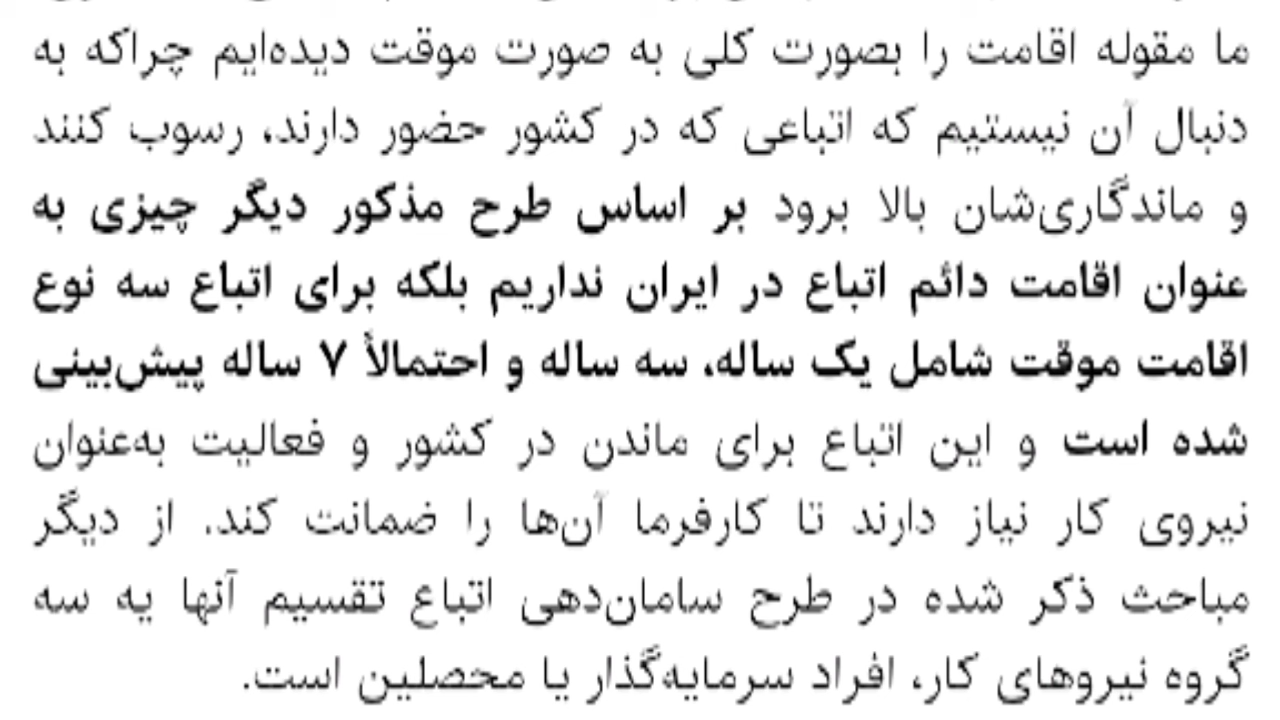 ما مقوله اقامت را بصورت کلی به صورت موقت دیده‌ایم چراکه به
دنبال آن نیستیم که اتباعی که در کشور حضور دارند، رسوب کنند
و ماندگاری‌شان بالا برود بر اساس طرح مذکور دیگر چیزی به
عنوان اقامت دائم اتباع در ایران نداریم بلکه برای اتباع سه نوع
اقامت موقت شامل یک ساله، سه ساله و احتمالاً ۷ ساله پیش‌بینی
شده است و این اتباع برای ماندن در کشور و فعالیت به‌عنوان
نیروی کار نیاز دارند تا کارفرما آن‌ها را ضمانت کند. از دیگر
مباحث ذکر شده در طرح سامان‌دهی اتباع تقسیم آنها یه سه
گروه نیروهای کار، افراد سرمایه‌گذار یا محصلین است.